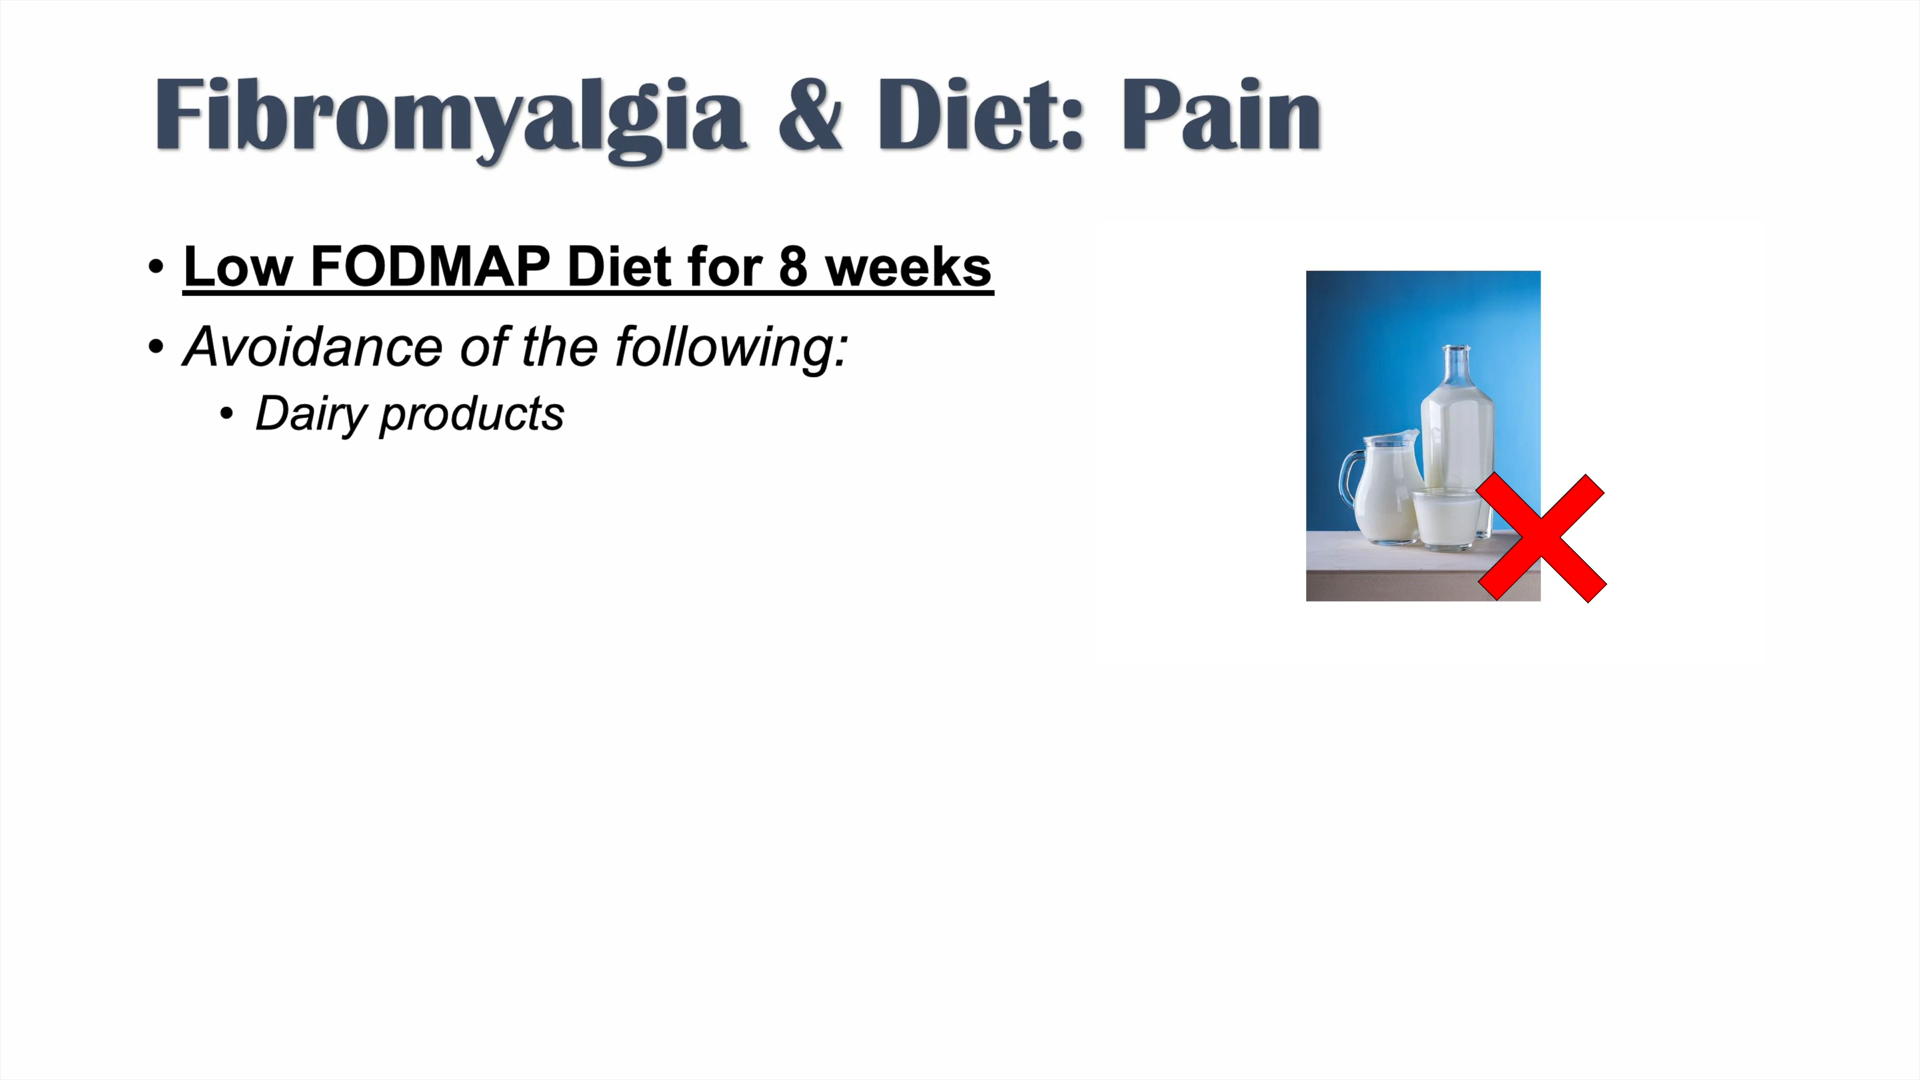 Fibromyalgia & Diet: Pain
• Low FODMAP Diet for 8 weeks
• Avoidance of the following:
• Dairy products